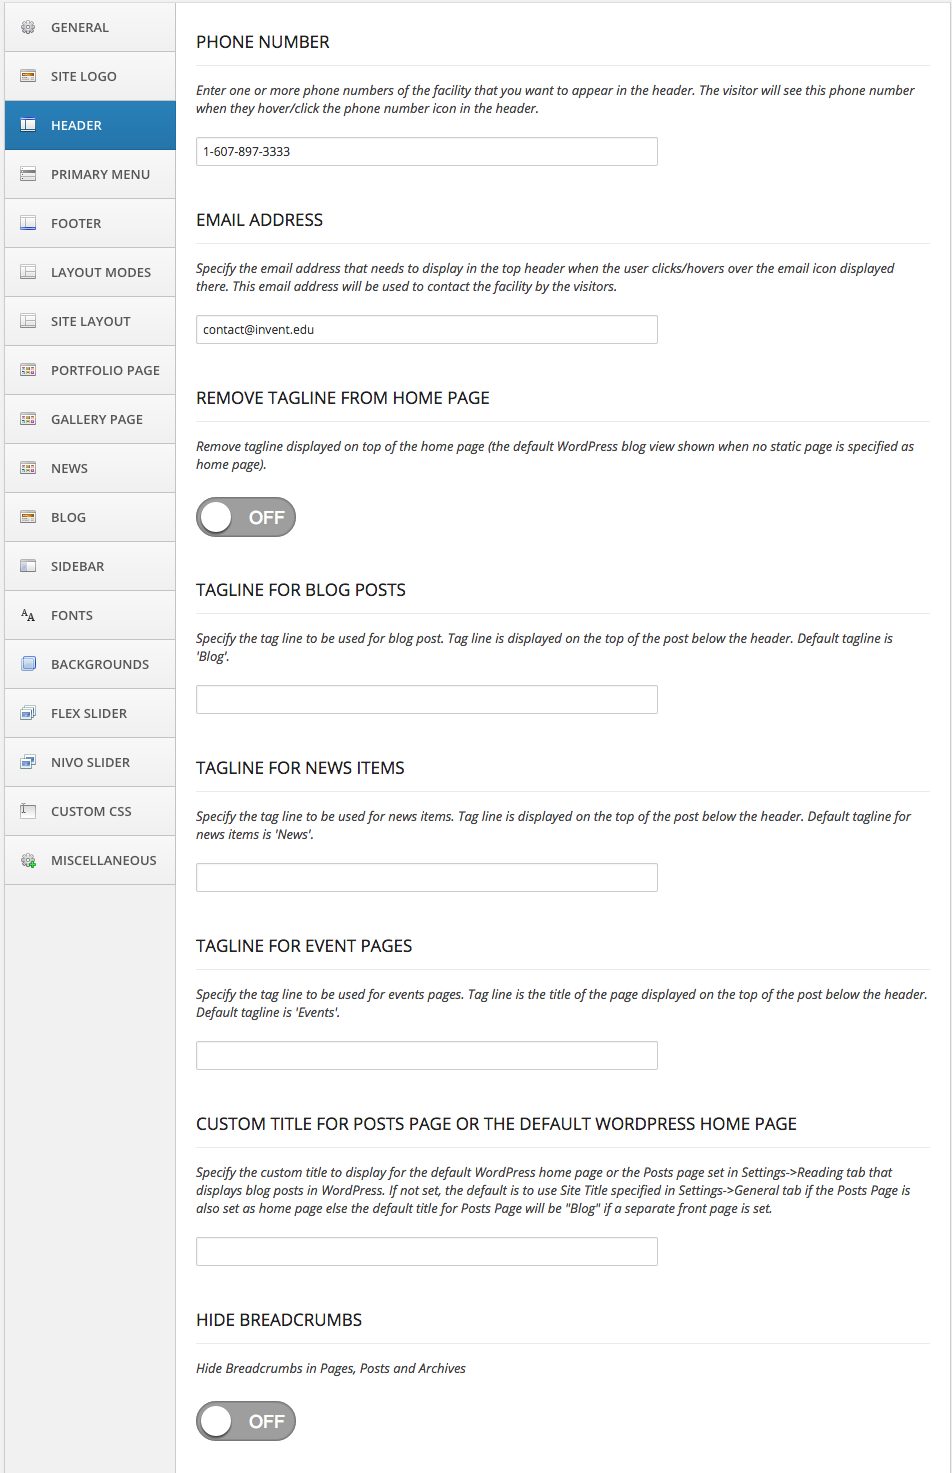 GENERAL
SITE LOGO
HEADER
PRIMARY MENU
FOOTER
LAYOUT MODES
SITE LAYOUT
PORTFOLIO PAGE
GALLERY PAGE
NEWS
BLOG
SIDEBAR
FONTS
BACKGROUNDS
FLEX SLIDER
NIVO SLIDER
CUSTOM CSS
MISCELLANEOUS
PHONE NUMBER
Enter one or more phone numbers of the facility that you want to appear in the header. The visitor will see this phone number
when they hover/click the phone number icon in the header.
1-607-897-3333
EMAIL ADDRESS
Specify the email address that needs to display in the top header when the user clicks/hovers over the email icon displayed
there. This email address will be used to contact the facility by the visitors.
contact@invent.edu
REMOVE TAGLINE FROM HOME PAGE
Remove tagline displayed on top of the home page (the default WordPress blog view shown when no static page is specified as
home page).
OFF
TAGLINE FOR BLOG POSTS
Specify the tag line to be used for blog post. Tag line is displayed on the top of the post below the header. Default tagline is
'Blog'.
TAGLINE FOR NEWS ITEMS
Specify the tag line to be used for news items. Tag line is displayed on the top of the post below the header. Default tagline for
news items is 'News'.
TAGLINE FOR EVENT PAGES
Specify the tag line to be used for events pages. Tag line is the title of the page displayed on the top of the post below the header.
Default tagline is 'Events'.
CUSTOM TITLE FOR POSTS PAGE OR THE DEFAULT WORDPRESS HOME PAGE
Specify the custom title to display for the default WordPress home page or the Posts page set in Settings->Reading tab that
displays blog posts in WordPress. If not set, the default is to use Site Title specified in Settings->General tab if the Posts Page is
also set as home page else the default title for Posts Page will be "Blog" if a separate front page is set.
HIDE BREADCRUMBS
Hide Breadcrumbs in Pages, Posts and Archives
OFF